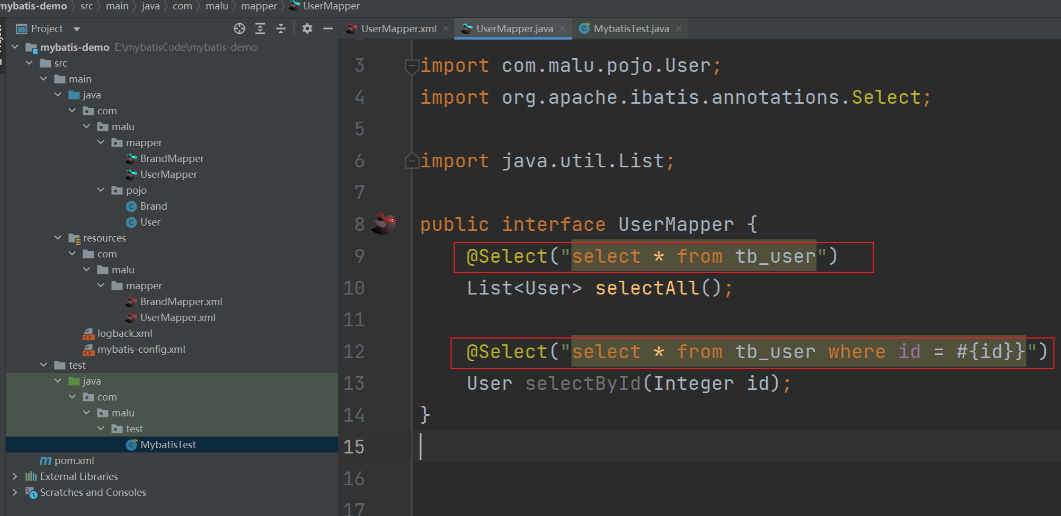 mybatis-demo > src > main > java > com > malu > mapper > UserMapper
Project
UserMapper.xml UserMapper.java MybatisTest.java
mybatis-demo E:\mybatisCode\mybatis-demo
src
main
java
com
malu
mapper
BrandMapper
UserMapper
pojo
Brand
User
resources
com
malu
mapper
BrandMapper.xml
UserMapper.xml
logback.xml
mybatis-config.xml
test
java
com
malu
test
MybatisTest
pom.xml
External Libraries
Scratches and Consoles
3 import com.malu.pojo.User;
4 import org.apache.ibatis.annotations.Select;
5
6 import java.util.List;
7
8 public interface UserMapper {
9 @Select("select * from tb_user")
10 List<User> selectAll();
11
12 @Select("select * from tb_user where id = #{id}}")
13 User selectById(Integer id);
14 }
15
16
17